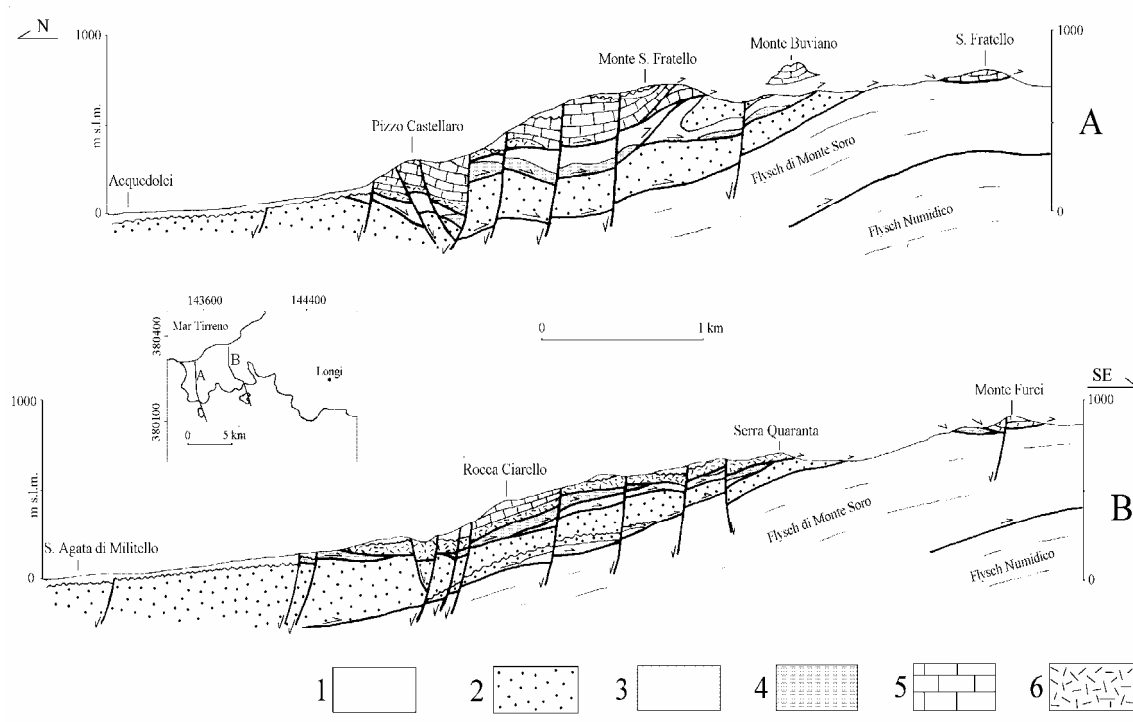 N
1000
1000
Monte Buviano
S. Fratello
Monte S. Fratello
Pizzo Castellaro
A
m s.l.m.
Acquedolci
Flysch di Monte Soro
0
0
Flysch Numidico
143600
144400
Mar Tirreno
380400
A
B
Longi
380100
0
5 km
0
1 km
SE
1000
1000
Monte Furci
Serra Quaranta
Rocca Ciarello
m s.l.m.
B
Flysch di Monte Soro
S. Agata di Militello
0
0
Flysch Numidico
1
2
3
4
5
6